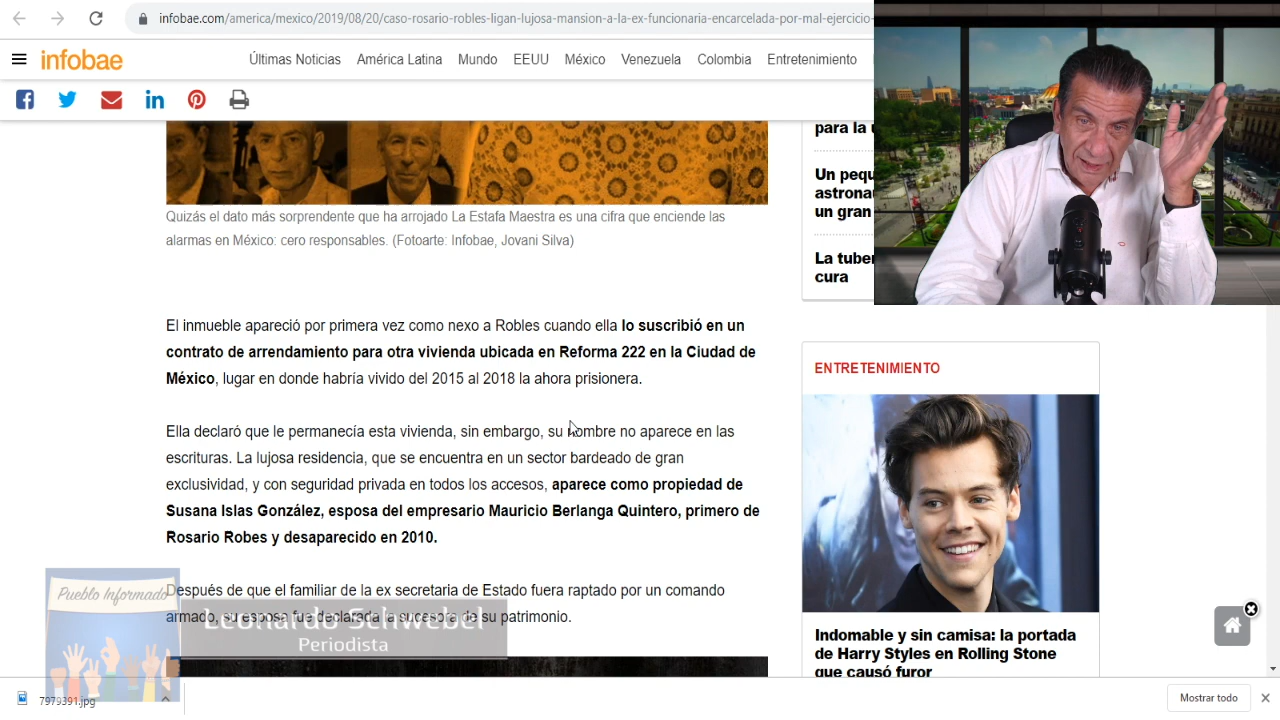 infobae.com/america/mexico/2019/08/20/caso-rosario-robles-ligan-lujosa-mansion-a-la-ex-funcionaria-encarcelada-por-mal-ejercicio-
infobae
Últimas Noticias América Latina Mundo EEUU México Venezuela Colombia Entretenimiento
Quizás el dato más sorprendente que ha arrojado La Estafa Maestra es una cifra que enciende las
alarmas en México: cero responsables. (Fotoarte: Infobae, Jovani Silva)
El inmueble apareció por primera vez como nexo a Robles cuando ella lo suscribió en un
contrato de arrendamiento para otra vivienda ubicada en Reforma 222 en la Ciudad de
México, lugar en donde habría vivido del 2015 al 2018 la ahora prisionera.
Ella declaró que le permanecía esta vivienda, sin embargo, su nombre no aparece en las
escrituras. La lujosa residencia, que se encuentra en un sector bardeado de gran
exclusividad, y con seguridad privada en todos los accesos, aparece como propiedad de
Susana Islas González, esposa del empresario Mauricio Berlanga Quintero, primero de
Rosario Robes y desaparecido en 2010.
Después de que el familiar de la ex secretaria de Estado fuera raptado por un comando
armado, su esposa fue declarada la sucesora de su patrimonio.
para la
Un pequ
astrona
un gran
La tube
cura
ENTRETENIMIENTO
Indomable y sin camisa: la portada
de Harry Styles en Rolling Stone
que causó furor
Pueblo Informado
Leonardo Schwebel
Periodista
7979391.jpg
Mostrar todo